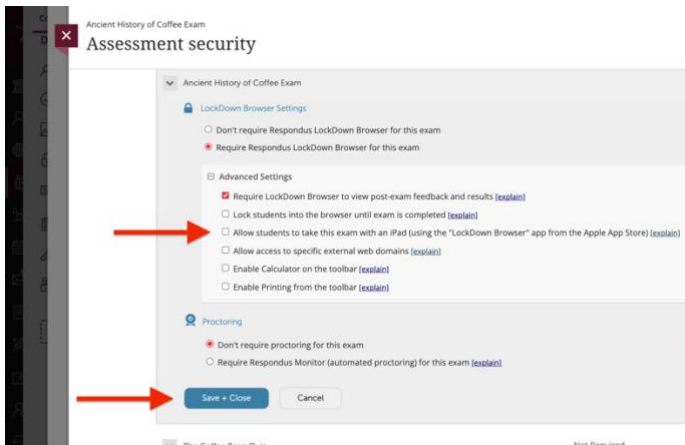 Ancient History of Coffee Exam
Assessment security
Ancient History of Coffee Exam
LockDown Browser Settings
Don't require Respondus LockDown Browser for this exam
Require Respondus LockDown Browser for this exam
Advanced Settings
Require LockDown Browser to view post-exam feedback and results [explain]
Lock students into the browser until exam is completed [explain]
Allow students to take this exam with an iPad (using the "LockDown Browser" app from the Apple App Store) [explain]
Allow access to specific external web domains [explain]
Enable Calculator on the toolbar [explain]
Enable Printing from the toolbar [explain]
Proctoring
Don't require proctoring for this exam
Require Respondus Monitor (automated proctoring) for this exam [explain]
Save + Close Cancel